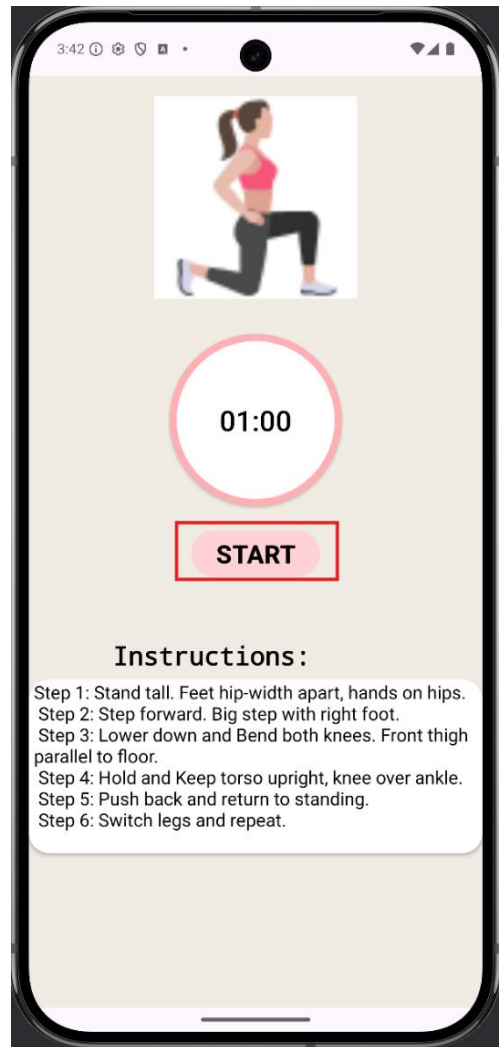 3:42
01:00
START
Instructions:
Step 1: Stand tall. Feet hip-width apart, hands on hips.
Step 2: Step forward. Big step with right foot.
Step 3: Lower down and Bend both knees. Front thigh
parallel to floor.
Step 4: Hold and Keep torso upright, knee over ankle.
Step 5: Push back and return to standing.
Step 6: Switch legs and repeat.